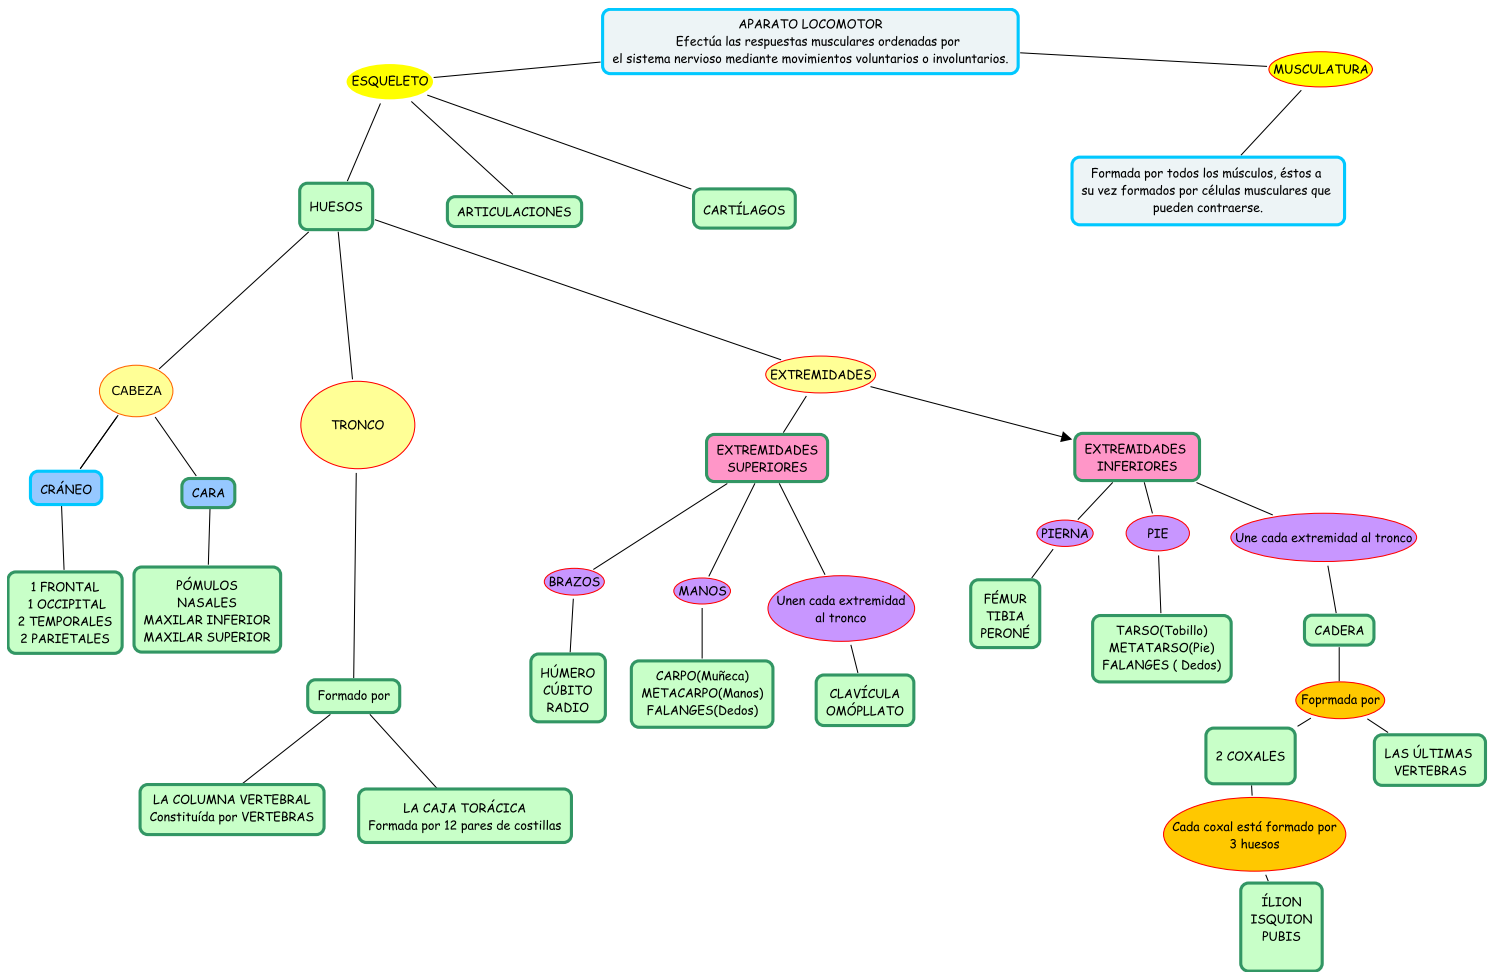 APARATO LOCOMOTOR
Efectúa las respuestas musculares ordenadas por
el sistema nervioso mediante movimientos voluntarios o involuntarios.
ESQUELETO
MUSCULATURA
Formada por todos los músculos, éstos a
su vez formados por células musculares que
pueden contraerse.
HUESOS
ARTICULACIONES
CARTÍLAGOS
CABEZA
TRONCO
EXTREMIDADES
EXTREMIDADES
SUPERIORES
EXTREMIDADES
INFERIORES
CRÁNEO
CARA
PIERNA
PIE
Une cada extremidad al tronco
BRAZOS
MANOS
Unen cada extremidad
al tronco
1 FRONTAL
1 OCCIPITAL
2 TEMPORALES
2 PARIETALES
PÓMULOS
NASALES
MAXILAR INFERIOR
MAXILAR SUPERIOR
FÉMUR
TIBIA
PERONÉ
TARSO(Tobillo)
METATARSO(Pie)
FALANGES ( Dedos)
CADERA
HÚMERO
CÚBITO
RADIO
CARPO(Muñeca)
METACARPO(Manos)
FALANGES(Dedos)
CLAVÍCULA
OMÓPLLATO
Formado por
Foprmada por
2 COXALES
LAS ÚLTIMAS
VERTEBRAS
LA COLUMNA VERTEBRAL
Constituída por VERTEBRAS
LA CAJA TORÁCICA
Formada por 12 pares de costillas
Cada coxal está formado por
3 huesos
ÍLION
ISQUION
PUBIS